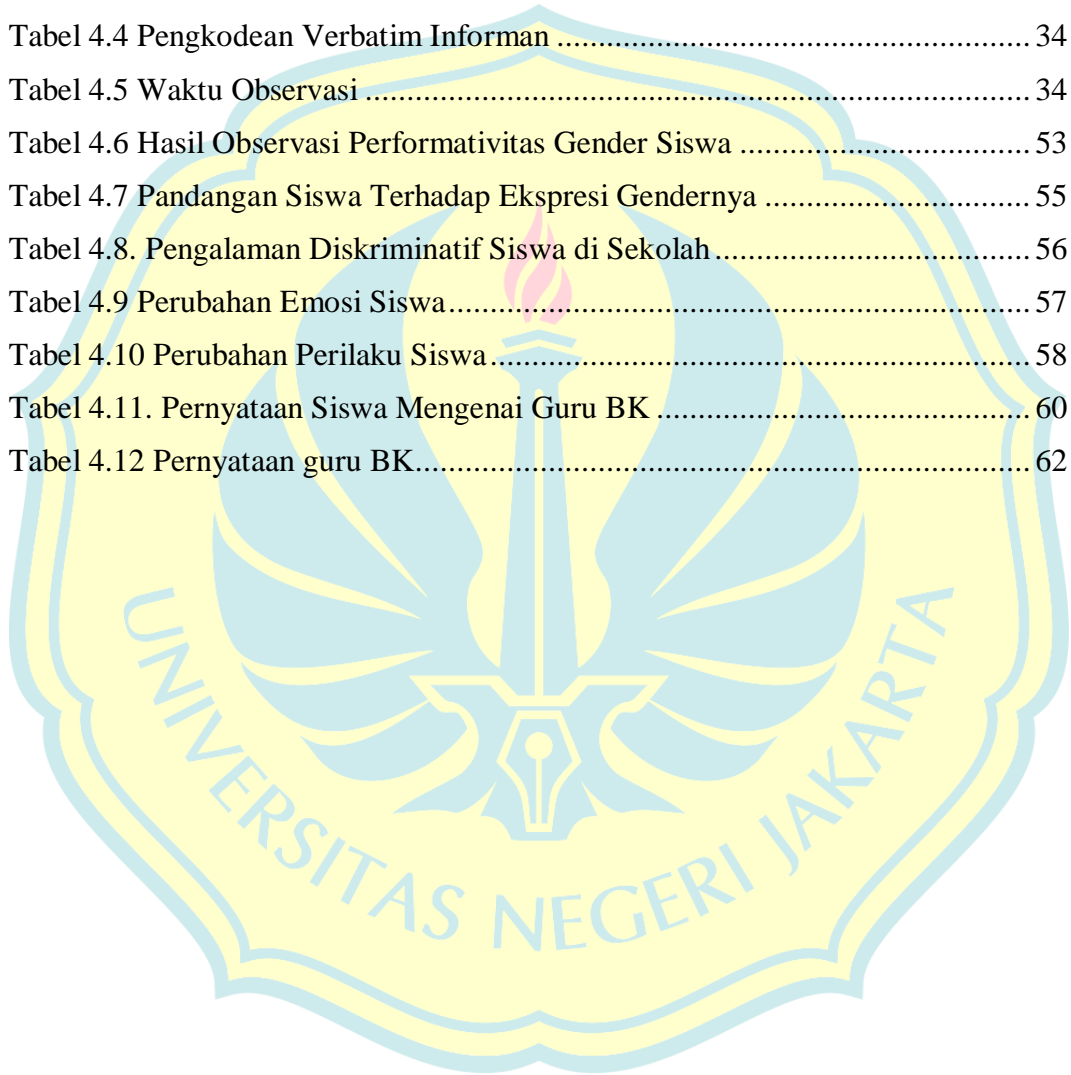 Tabel 4.4 Pengkodean Verbatim Informan ................................................................ 34
Tabel 4.5 Waktu Observasi ........................................................................................... 34
Tabel 4.6 Hasil Observasi Performativitas Gender Siswa ....................................... 53
Tabel 4.7 Pandangan Siswa Terhadap Ekspresi Gendernya ................................... 55
Tabel 4.8. Pengalaman Diskriminatif Siswa di Sekolah .......................................... 56
Tabel 4.9 Perubahan Emosi Siswa ............................................................................... 57
Tabel 4.10 Perubahan Perilaku Siswa ......................................................................... 58
Tabel 4.11. Pernyataan Siswa Mengenai Guru BK .................................................. 60
Tabel 4.12 Pernyataan guru BK .................................................................................... 62
UNIVERSITAS NEGERI JAKARTA